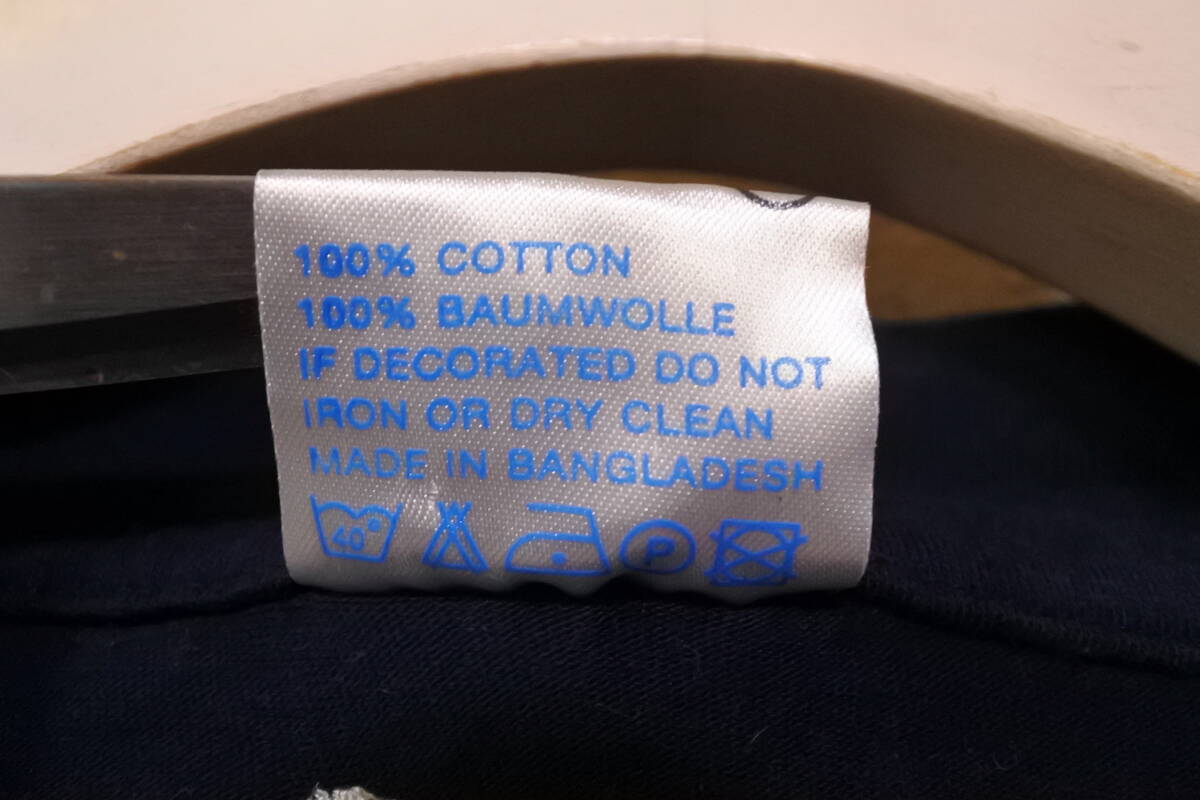 100% COTTON
100% BAUMWOLLE
IF DECORATED DO NOT
IRON OR DRY CLEAN
MADE IN BANGLADESH
40° P